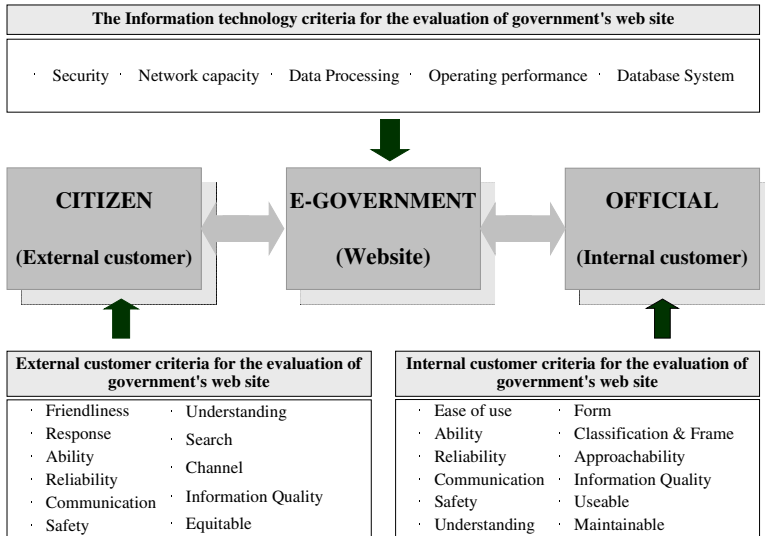 The Information technology criteria for the evaluation of government's web site
· Security · Network capacity · Data Processing · Operating performance · Database System
CITIZEN
(External customer)
E-GOVERNMENT
(Website)
OFFICIAL
(Internal customer)
External customer criteria for the evaluation of
government's web site
· Friendliness
· Response
· Ability
· Reliability
· Communication
· Safety
· Understanding
· Search
· Channel
· Information Quality
· Equitable
Internal customer criteria for the evaluation of
government's web site
· Ease of use
· Ability
· Reliability
· Communication
· Safety
· Understanding
· Form
· Classification & Frame
· Approachability
· Information Quality
· Useable
· Maintainable